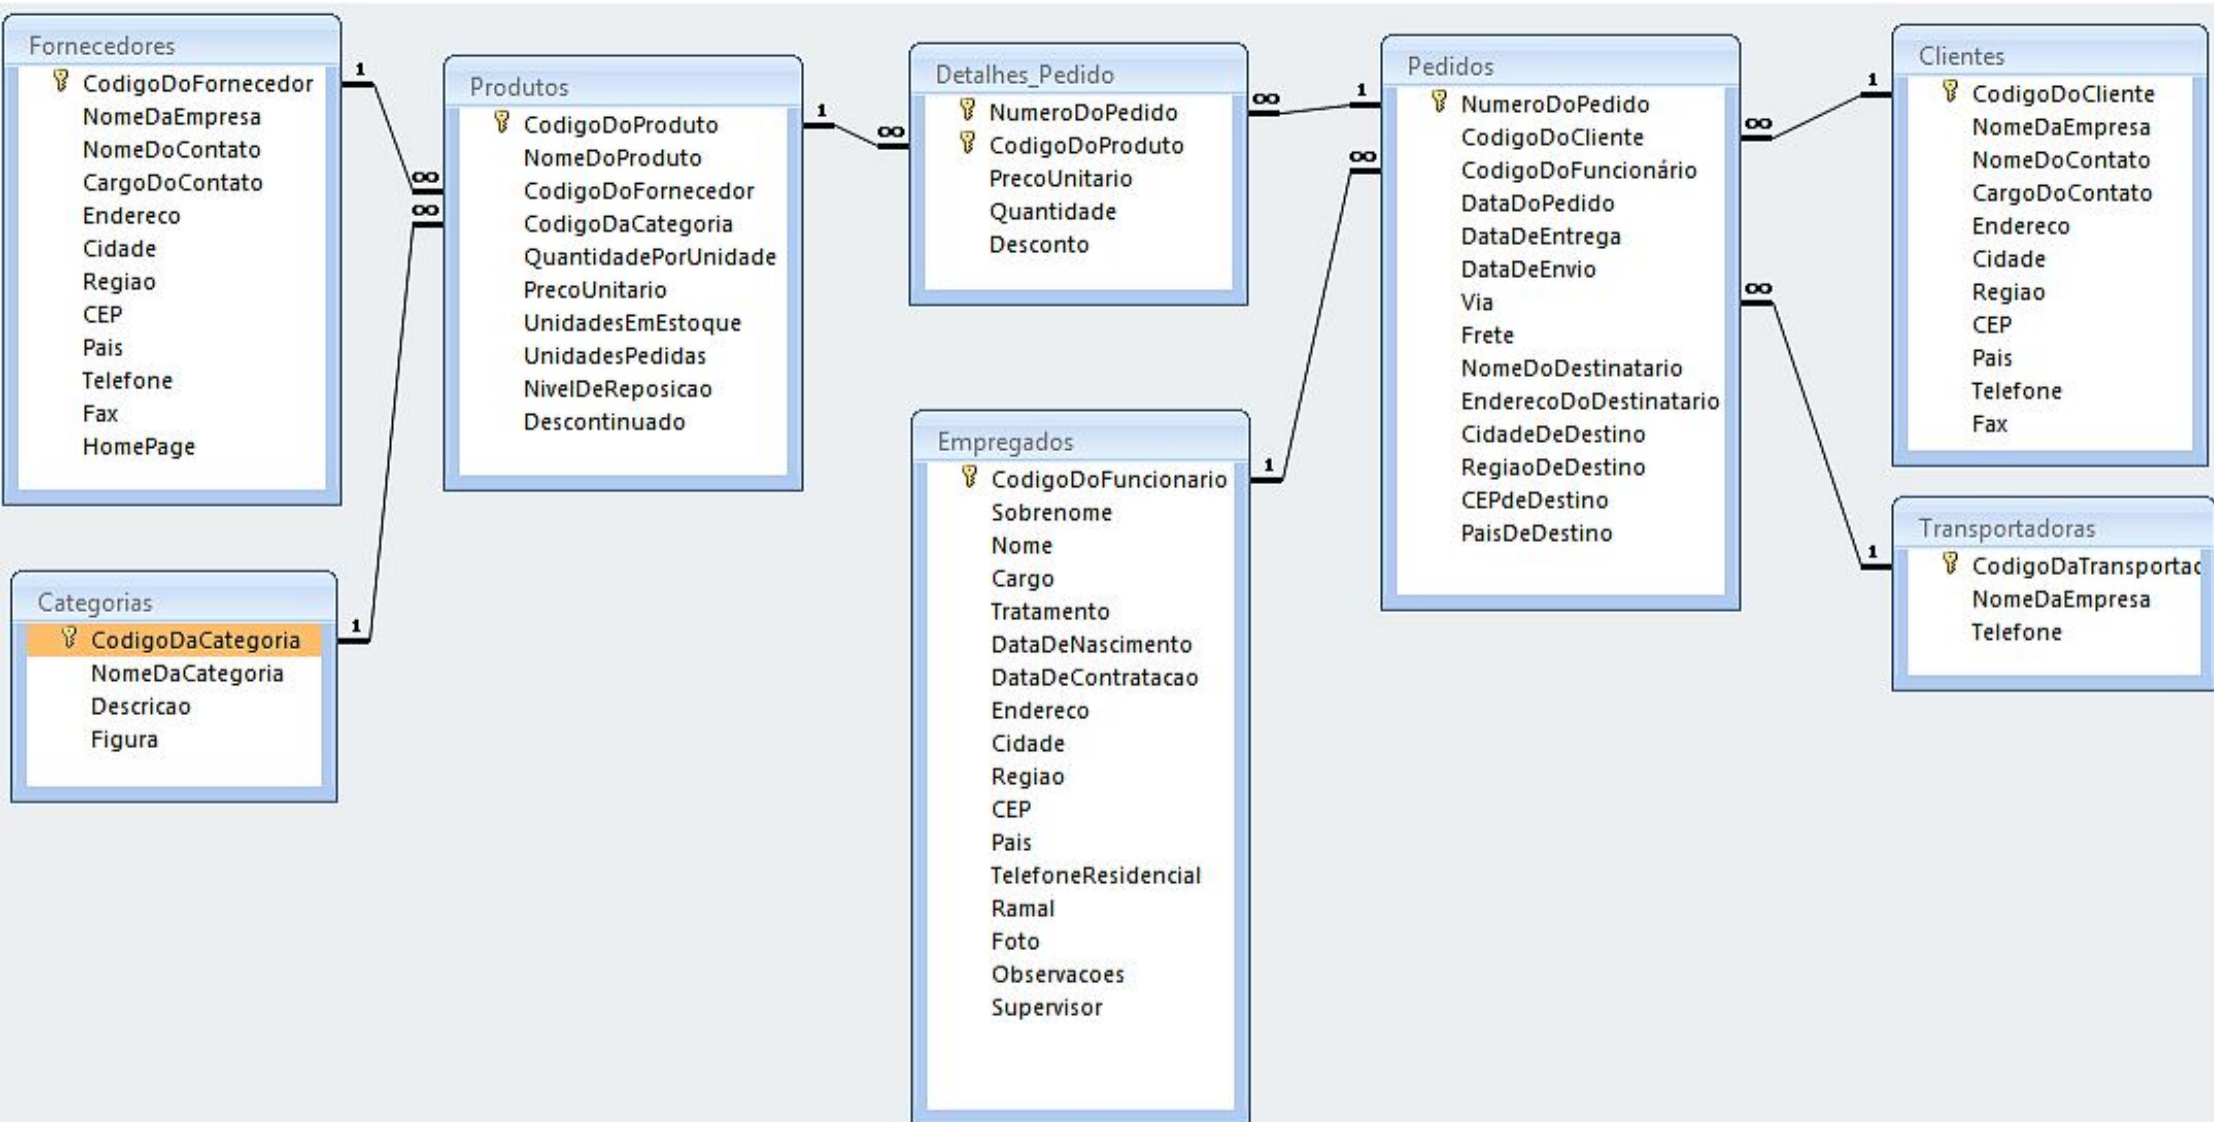 Fornecedores
CodigoDoFornecedor
NomeDaEmpresa
NomeDoContato
CargoDoContato
Endereco
Cidade
Regiao
CEP
Pais
Telefone
Fax
HomePage
1
∞
∞
1
Categorias
CodigoDaCategoria
NomeDaCategoria
Descricao
Figura
Produtos
CodigoDoProduto
NomeDoProduto
CodigoDoFornecedor
CodigoDaCategoria
QuantidadePorUnidade
PrecoUnitario
UnidadesEmEstoque
UnidadesPedidas
NivelDeReposicao
Descontinuado
1
∞
Detalhes_Pedido
NumeroDoPedido
CodigoDoProduto
PrecoUnitario
Quantidade
Desconto
∞
1
∞
1
Empregados
CodigoDoFuncionario
Sobrenome
Nome
Cargo
Tratamento
DataDeNascimento
DataDeContratacao
Endereco
Cidade
Regiao
CEP
Pais
TelefoneResidencial
Ramal
Foto
Observacoes
Supervisor
Pedidos
NumeroDoPedido
CodigoDoCliente
CodigoDoFuncionário
DataDoPedido
DataDeEntrega
DataDeEnvio
Via
Frete
NomeDoDestinatario
EnderecoDoDestinatario
CidadeDeDestino
RegiaoDeDestino
CEPdeDestino
PaisDeDestino
∞
1
∞
1
Clientes
CodigoDoCliente
NomeDaEmpresa
NomeDoContato
CargoDoContato
Endereco
Cidade
Regiao
CEP
Pais
Telefone
Fax
Transportadoras
CodigoDaTransportac
NomeDaEmpresa
Telefone